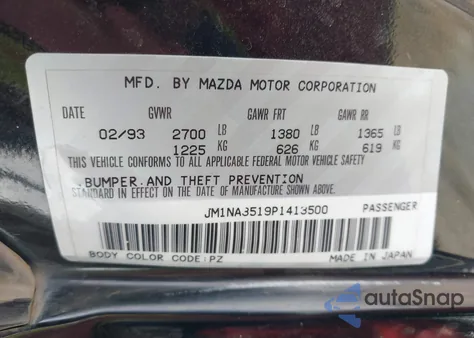 MFD. BY MAZDA MOTOR CORPORATION
DATE GVWR GAWR FRT GAWR RR
02/93 2700 LB 1380 LB 1365 LB
1225 KG 626 KG 619 KG
THIS VEHICLE CONFORMS TO ALL APPLICABLE FEDERAL MOTOR VEHICLE SAFETY
BUMPER AND THEFT PREVENTION
STANDARD IN EFFECT ON THE DATE OF MANUFACTURE SHOWN ABOVE.
JM1NA3519P1413500 PASSENGER
BODY COLOR CODE:PZ MADE IN JAPAN
autoSnap
by carfast express